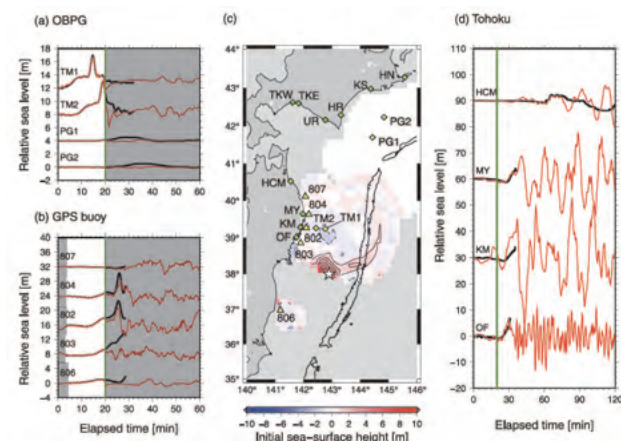 (a) OBPG
Relative sea level [m]
18
16
14
12
10
8
6
4
2
0
−2
TM1
TM2
PG1
PG2
0 10 20 30 40 50 60
(b) GPS buoy
Relative sea level [m]
36
32
28
24
20
16
12
8
4
0
−4
807
804
802
803
806
0 10 20 30 40 50 60
Elapsed time [min]
(c)
44°
43°
42°
41°
40°
39°
38°
37°
36°
35°
HN
KS
TKW TKE
HR
UR
PG2
PG1
HCM
807
804
MY
KM
TM2 TM1
OF
802
803
806
140° 141° 142° 143° 144° 145° 146°
−10 −8 −6 −4 −2 0 2 4 6 8 10
Initial sea−surface height [m]
(d) Tohoku
Relative sea level [m]
110
100
90
80
70
60
50
40
30
20
10
0
−10
−20
HCM
MY
KM
OF
0 30 60 90 120
Elapsed time [min]